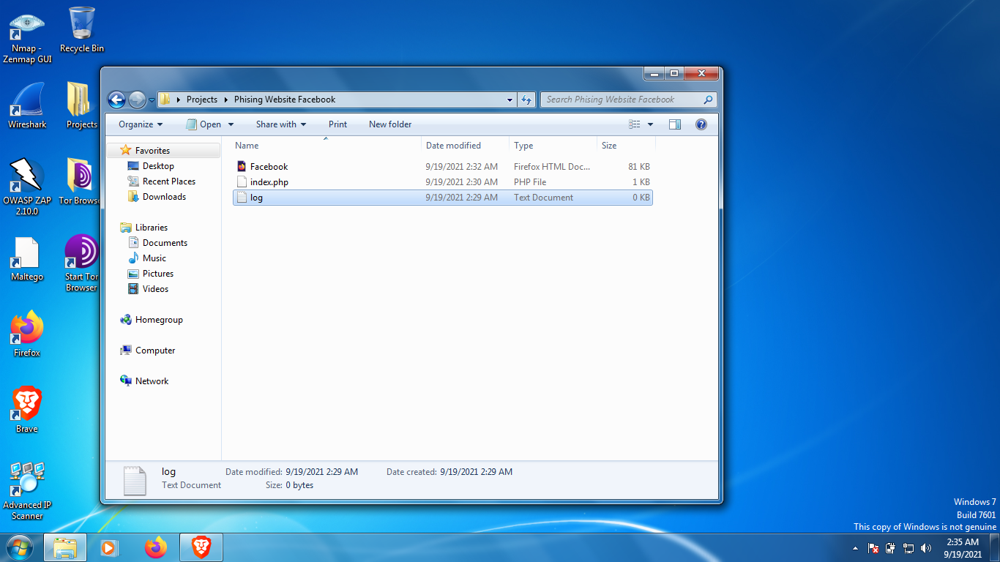 Nmap -
Zenmap GUI
Recycle Bin
Wireshark
Projects
OWASP ZAP
2.10.0
Tor Browse
Maltego
Start Tor
Browser
Firefox
Brave
Advanced IP
Scanner
Projects
Phising Website Facebook
Search Phising Website Facebook
Organize
Open
Share with
Print
New folder
Favorites
Desktop
Recent Places
Downloads
Libraries
Documents
Music
Pictures
Videos
Homegroup
Computer
Network
Name Date modified Type Size
Facebook 9/19/2021 2:32 AM Firefox HTML Doc... 81 KB
index.php 9/19/2021 2:30 AM PHP File 1 KB
log 9/19/2021 2:29 AM Text Document 0 KB
log Date modified: 9/19/2021 2:29 AM Date created: 9/19/2021 2:29 AM
Text Document Size: 0 bytes
Windows 7
Build 7601
This copy of Windows is not genuine
2:35 AM
9/19/2021